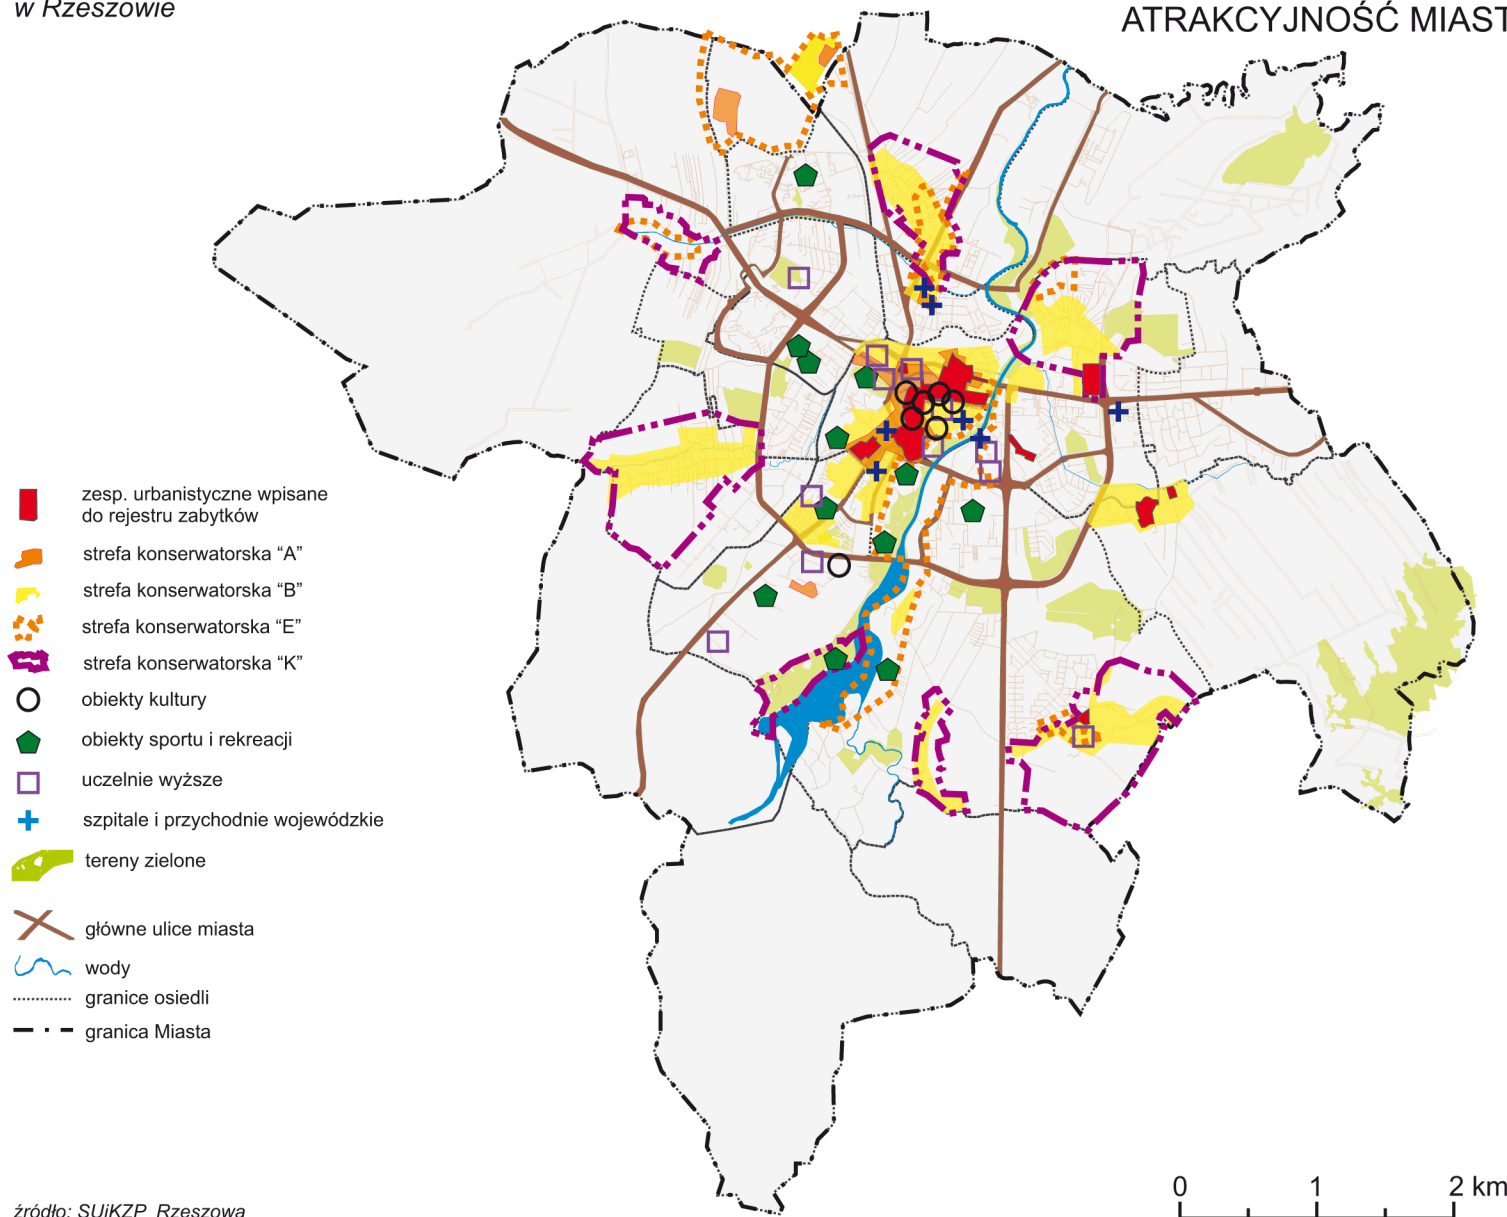 w Rzeszowie
ATRAKCYJNOŚĆ MIAST
zesp. urbanistyczne wpisane
do rejestru zabytków
strefa konserwatorska “A”
strefa konserwatorska “B”
strefa konserwatorska “E”
strefa konserwatorska “K”
obiekty kultury
obiekty sportu i rekreacji
uczelnie wyższe
szpitale i przychodnie wojewódzkie
tereny zielone
główne ulice miasta
wody
granice osiedli
granica Miasta
źródło: SUiKZP Rzeszowa
0 1 2 km